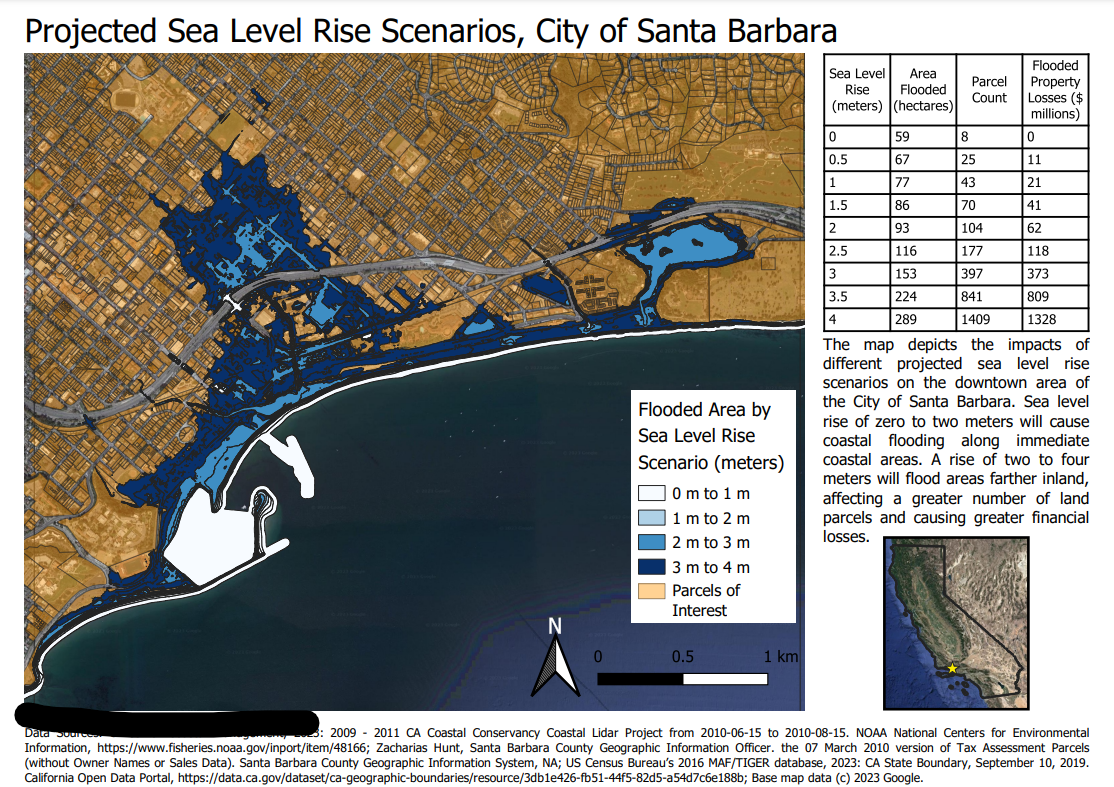 Projected Sea Level Rise Scenarios, City of Santa Barbara
Sea Level Rise (meters) Area Flooded (hectares) Parcel Count Flooded Property Losses ($ millions)
0 59 8 0
0.5 67 25 11
1 77 43 21
1.5 86 70 41
2 93 104 62
2.5 116 177 118
3 153 397 373
3.5 224 841 809
4 289 1409 1328
The map depicts the impacts of
different projected sea level rise
scenarios on the downtown area of
the City of Santa Barbara. Sea level
rise of zero to two meters will cause
coastal flooding along immediate
coastal areas. A rise of two to four
meters will flood areas farther inland,
affecting a greater number of land
parcels and causing greater financial
losses.
Flooded Area by
Sea Level Rise
Scenario (meters)
0 m to 1 m
1 m to 2 m
2 m to 3 m
3 m to 4 m
Parcels of
Interest
N
0 0.5 1 km
Data Sources: 2009 - 2011 CA Coastal Conservancy Coastal Lidar Project from 2010-06-15 to 2010-08-15. NOAA National Centers for Environmental
Information, https://www.fisheries.noaa.gov/inport/item/48166; Zacharias Hunt, Santa Barbara County Geographic Information Officer. the 07 March 2010 version of Tax Assessment Parcels
(without Owner Names or Sales Data). Santa Barbara County Geographic Information System, NA; US Census Bureau's 2016 MAF/TIGER database, 2023: CA State Boundary, September 10, 2019.
California Open Data Portal, https://data.ca.gov/dataset/ca-geographic-boundaries/resource/3db1e426-fb51-44f5-82d5-a54d7c6e188b; Base map data (c) 2023 Google.